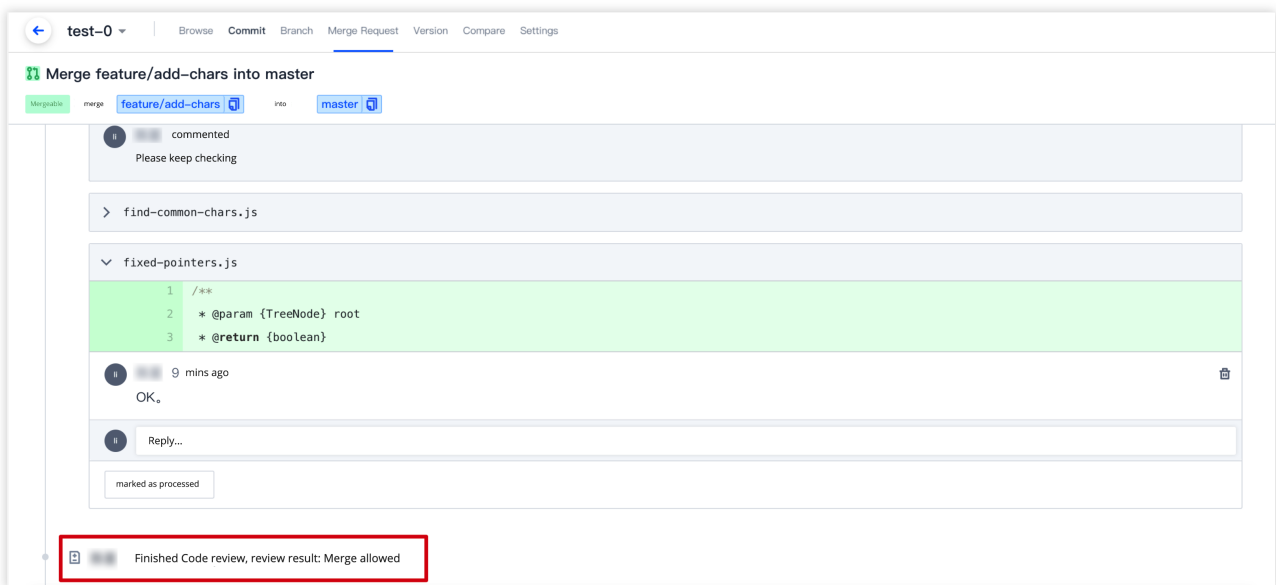 test-0 Browse Commit Branch Merge Request Version Compare Settings
Merge feature/add-chars into master
Mergeable merge feature/add-chars into master
li commented
Please keep checking
find-common-chars.js
fixed-pointers.js
1 /**
2 * @param {TreeNode} root
3 * @return {boolean}
li 9 mins ago
OK。
li Reply...
marked as processed
Finished Code review, review result: Merge allowed